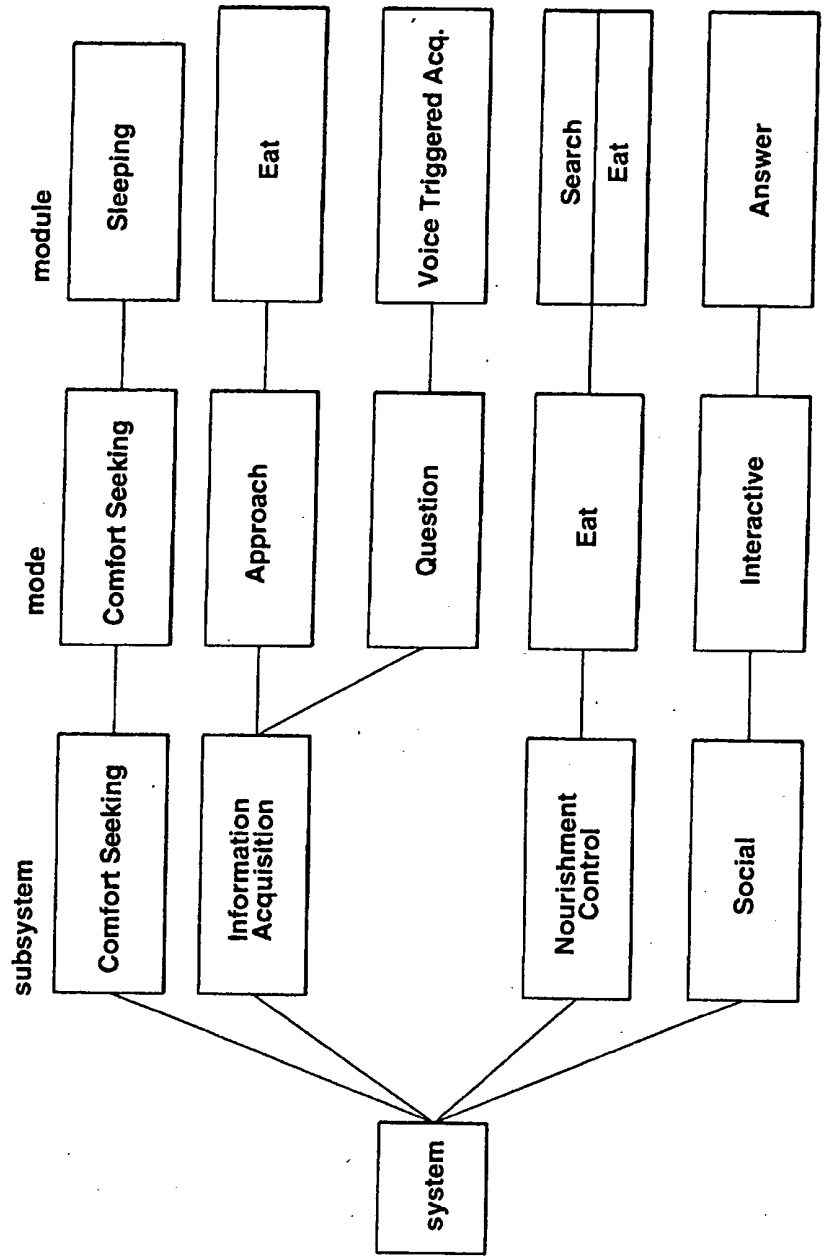 subsystem
mode
module
system
Comfort Seeking
Comfort Seeking
Sleeping
Information
Acquisition
Approach
Eat
Question
Voice Triggered Acq.
Nourishment
Control
Eat
Search
Eat
Social
Interactive
Answer